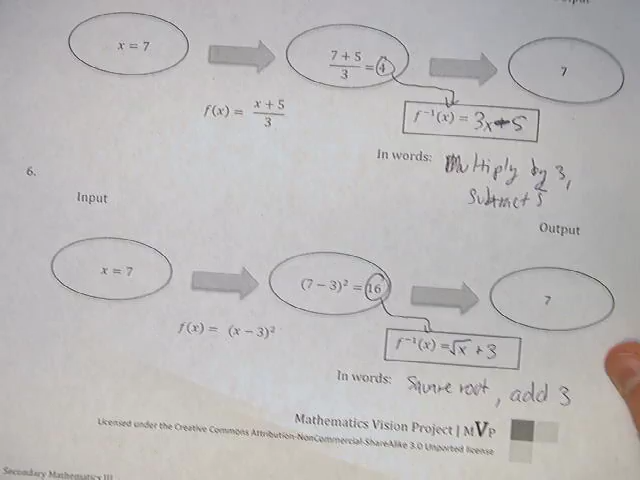 x = 7
7 + 5
3
= 4
7
f(x) = x + 5
3
f⁻¹(x) = 3x - 5
In words: Multiply by 3,
Subtract 5
6.
Input
Output
x = 7
(7 − 3)² = 16
7
f(x) = (x − 3)²
f⁻¹(x) = √x + 3
In words: Square root, add 3
Mathematics Vision Project | MVP
Licensed under the Creative Commons Attribution-NonCommercial-ShareAlike 3.0 Unported license
Secondary Mathematics III